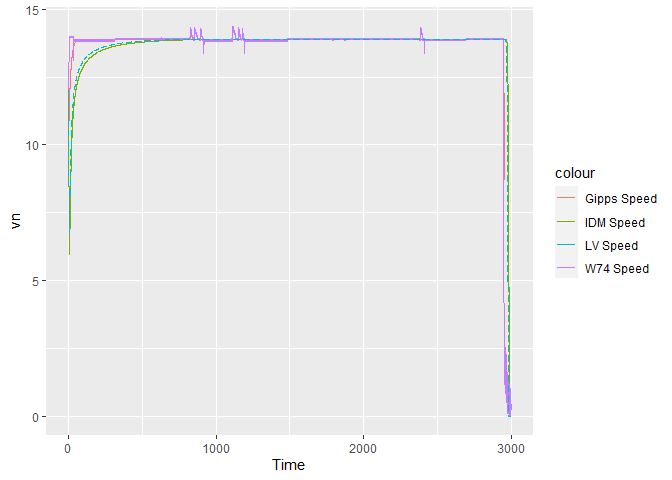 15
10
5
0
vn
0
1000
2000
3000
Time
colour
Gipps Speed
IDM Speed
LV Speed
W74 Speed